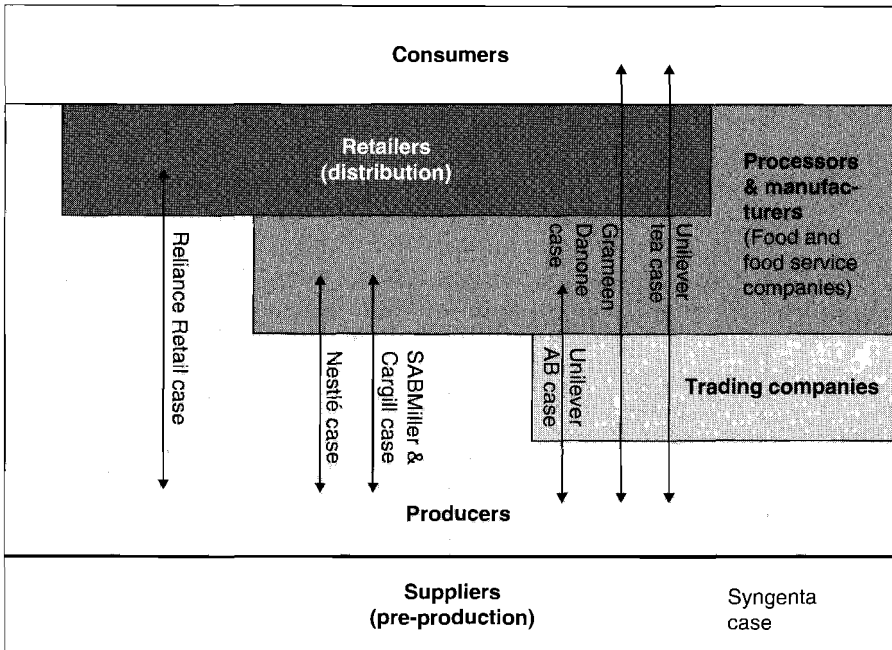 Consumers
Retailers
(distribution)
Processors
& manufac-
turers
(Food and
food service
companies)
Reliance Retail case
Nestlé case
SABMiller &
Cargill case
Unilever
AB case
Grameen
Danone
case
Unilever
tea case
Trading companies
Producers
Suppliers
(pre-production)
Syngenta
case